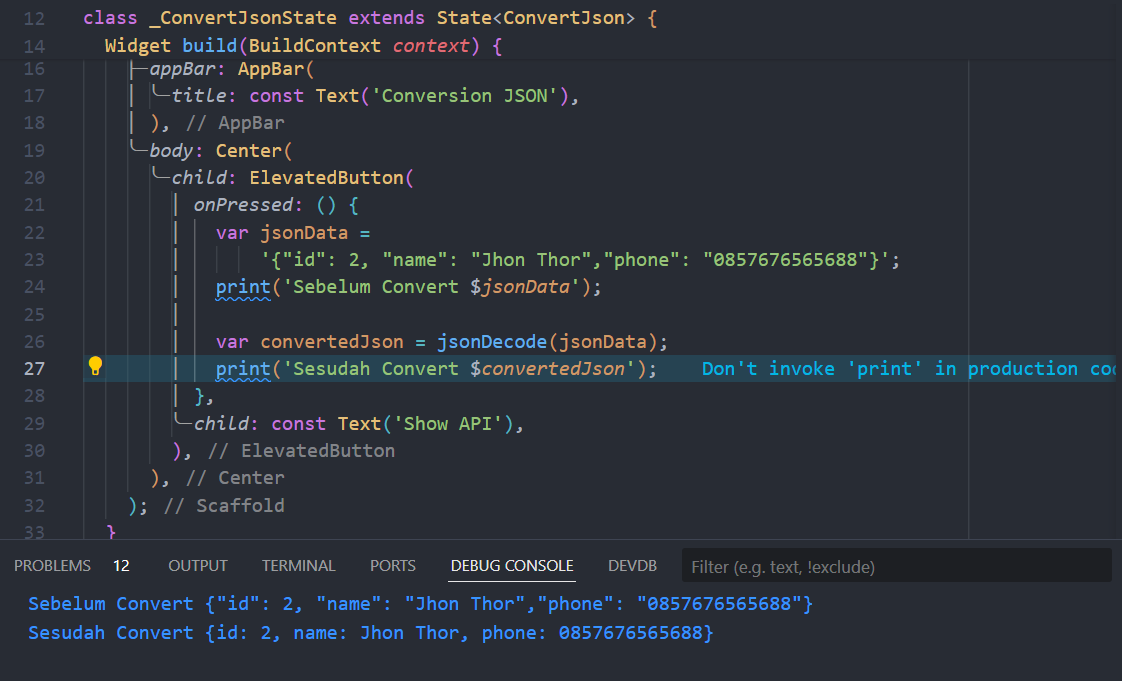 12 class _ConvertJsonState extends State<ConvertJson> {
14 Widget build(BuildContext context) {
16 appBar: AppBar(
17 title: const Text('Conversion JSON'),
18 ), // AppBar
19 body: Center(
20 child: ElevatedButton(
21 onPressed: () {
22 var jsonData =
23 '{"id": 2, "name": "Jhon Thor","phone": "0857676565688"}';
24 print('Sebelum Convert $jsonData');
25
26 var convertedJson = jsonDecode(jsonData);
27 print('Sesudah Convert $convertedJson'); Don't invoke 'print' in production
28 },
29 child: const Text('Show API'),
30 ), // ElevatedButton
31 ), // Center
32 ); // Scaffold
33 }
PROBLEMS 12 OUTPUT TERMINAL PORTS DEBUG CONSOLE DEVDB Filter (e.g. text, !exclude)
Sebelum Convert {"id": 2, "name": "Jhon Thor","phone": "0857676565688"}
Sesudah Convert {id: 2, name: Jhon Thor, phone: 0857676565688}